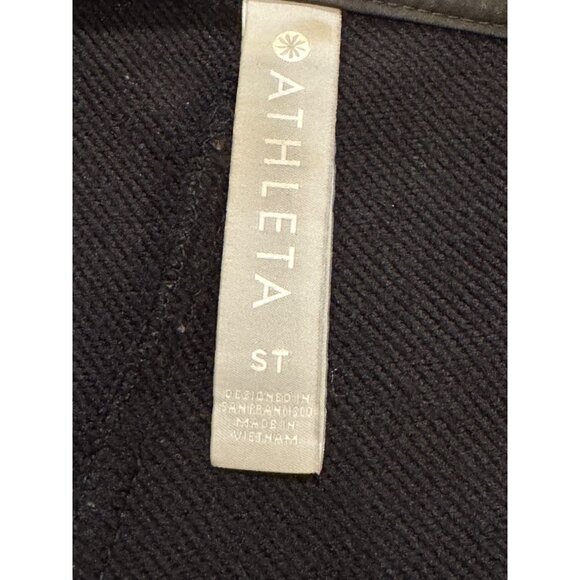 ATHLETA
ST
DESIGNED IN
SAN FRANCISCO
MADE IN
VIETNAM